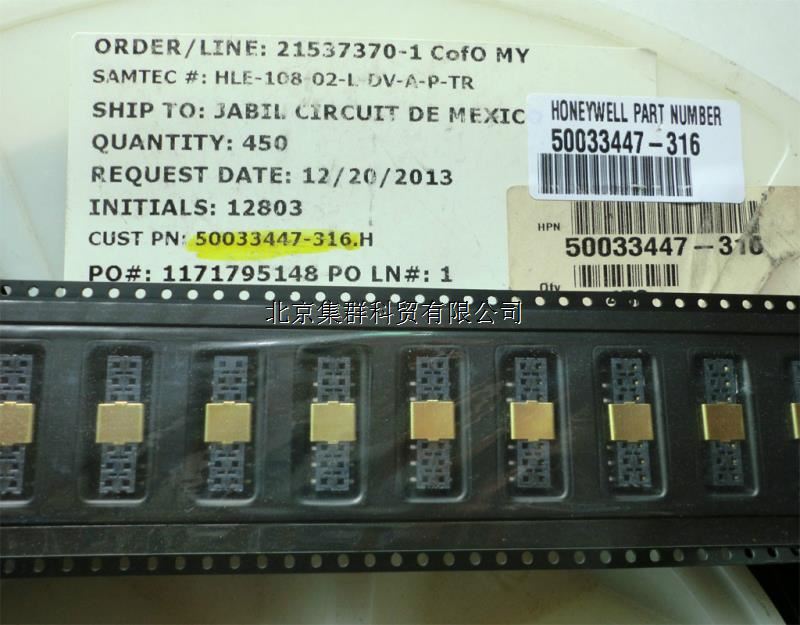 ORDER/LINE: 21537370-1 CofO MY
SAMTEC #: HLE-108-02-L-DV-A-P-TR
SHIP TO: JABIL CIRCUIT DE MEXICO
QUANTITY: 450
REQUEST DATE: 12/20/2013
INITIALS: 12803
CUST PN: 50033447-316.H
PO#: 1171795148 PO LN#: 1
HONEYWELL PART NUMBER
50033447-316
HPN
50033447-316
Qty
北京集群科贸有限公司